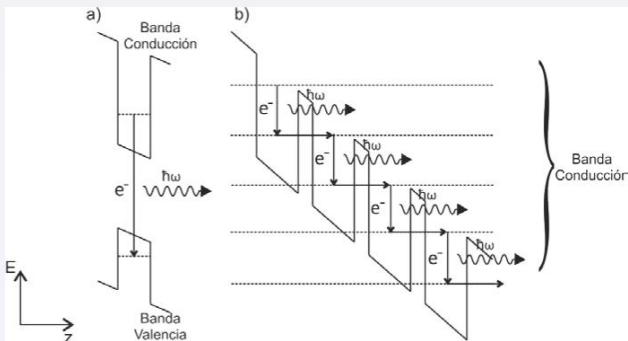 a)
Banda
Conducción
e⁻
ħω
Banda
Valencia
E
z
b)
ħω
e⁻
ħω
e⁻
ħω
e⁻
ħω
e⁻
Banda
Conducción